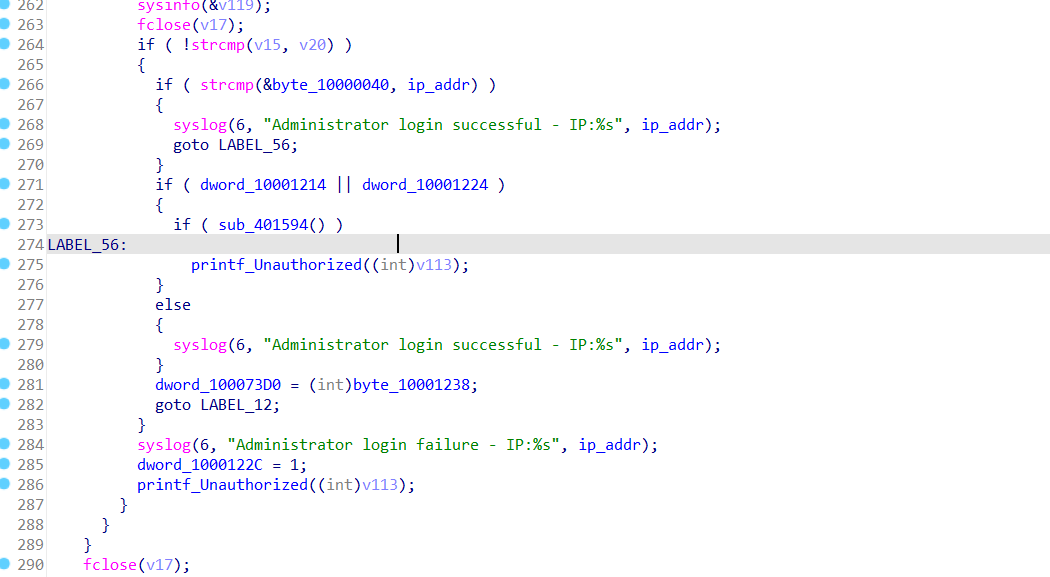 262 sysinfo(&v119);
263 fclose(v17);
264 if ( !strcmp(v15, v20) )
265 {
266 if ( strcmp(&byte_10000040, ip_addr) )
267 {
268 syslog(6, "Administrator login successful - IP:%s", ip_addr);
269 goto LABEL_56;
270 }
271 if ( dword_10001214 || dword_10001224 )
272 {
273 if ( sub_401594() )
274 LABEL_56:
275 printf_Unauthorized((int)v113);
276 }
277 else
278 {
279 syslog(6, "Administrator login successful - IP:%s", ip_addr);
280 }
281 dword_100073D0 = (int)byte_10001238;
282 goto LABEL_12;
283 }
284 syslog(6, "Administrator login failure - IP:%s", ip_addr);
285 dword_1000122C = 1;
286 printf_Unauthorized((int)v113);
287 }
288 }
289 }
290 fclose(v17);